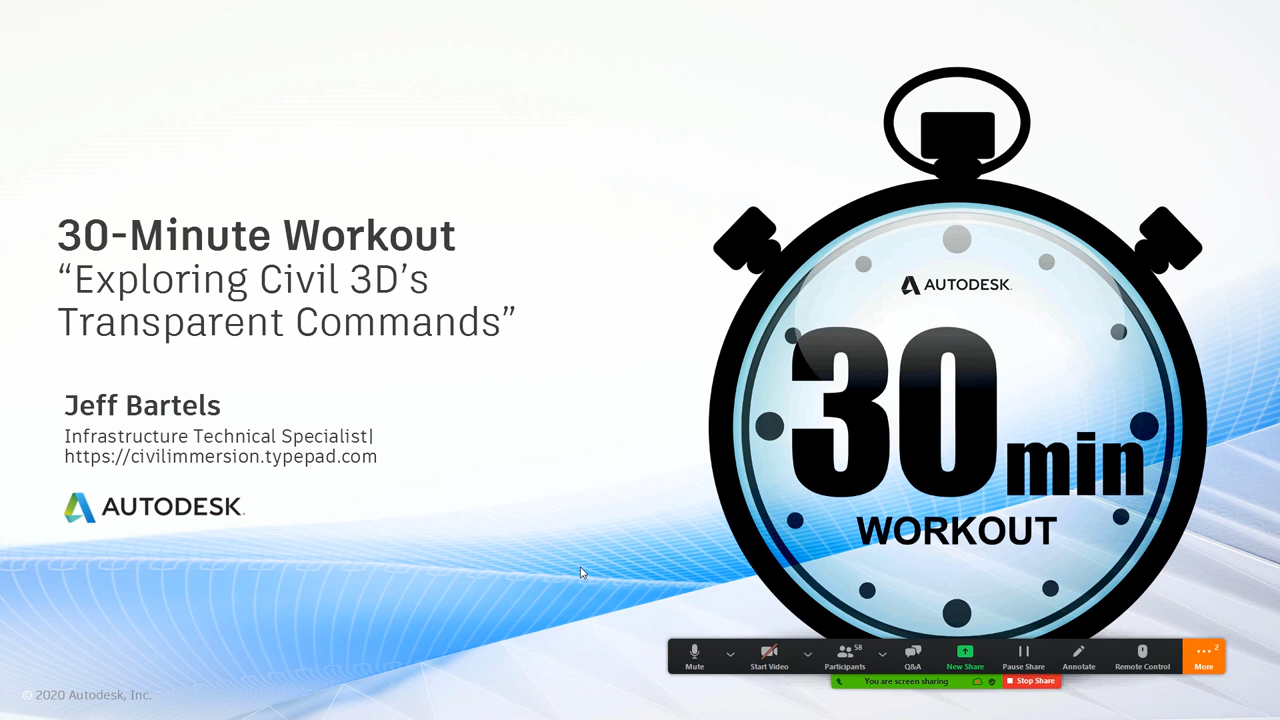 30-Minute Workout
“Exploring Civil 3D’s
Transparent Commands”
Jeff Bartels
Infrastructure Technical Specialist|
https://civilimmersion.typepad.com
AUTODESK.
AUTODESK.
30min
WORKOUT
Mute
Start Video
Participants
58
Q&A
New Share
Pause Share
Annotate
Remote Control
More
2
You are screen sharing
Stop Share
© 2020 Autodesk, Inc.